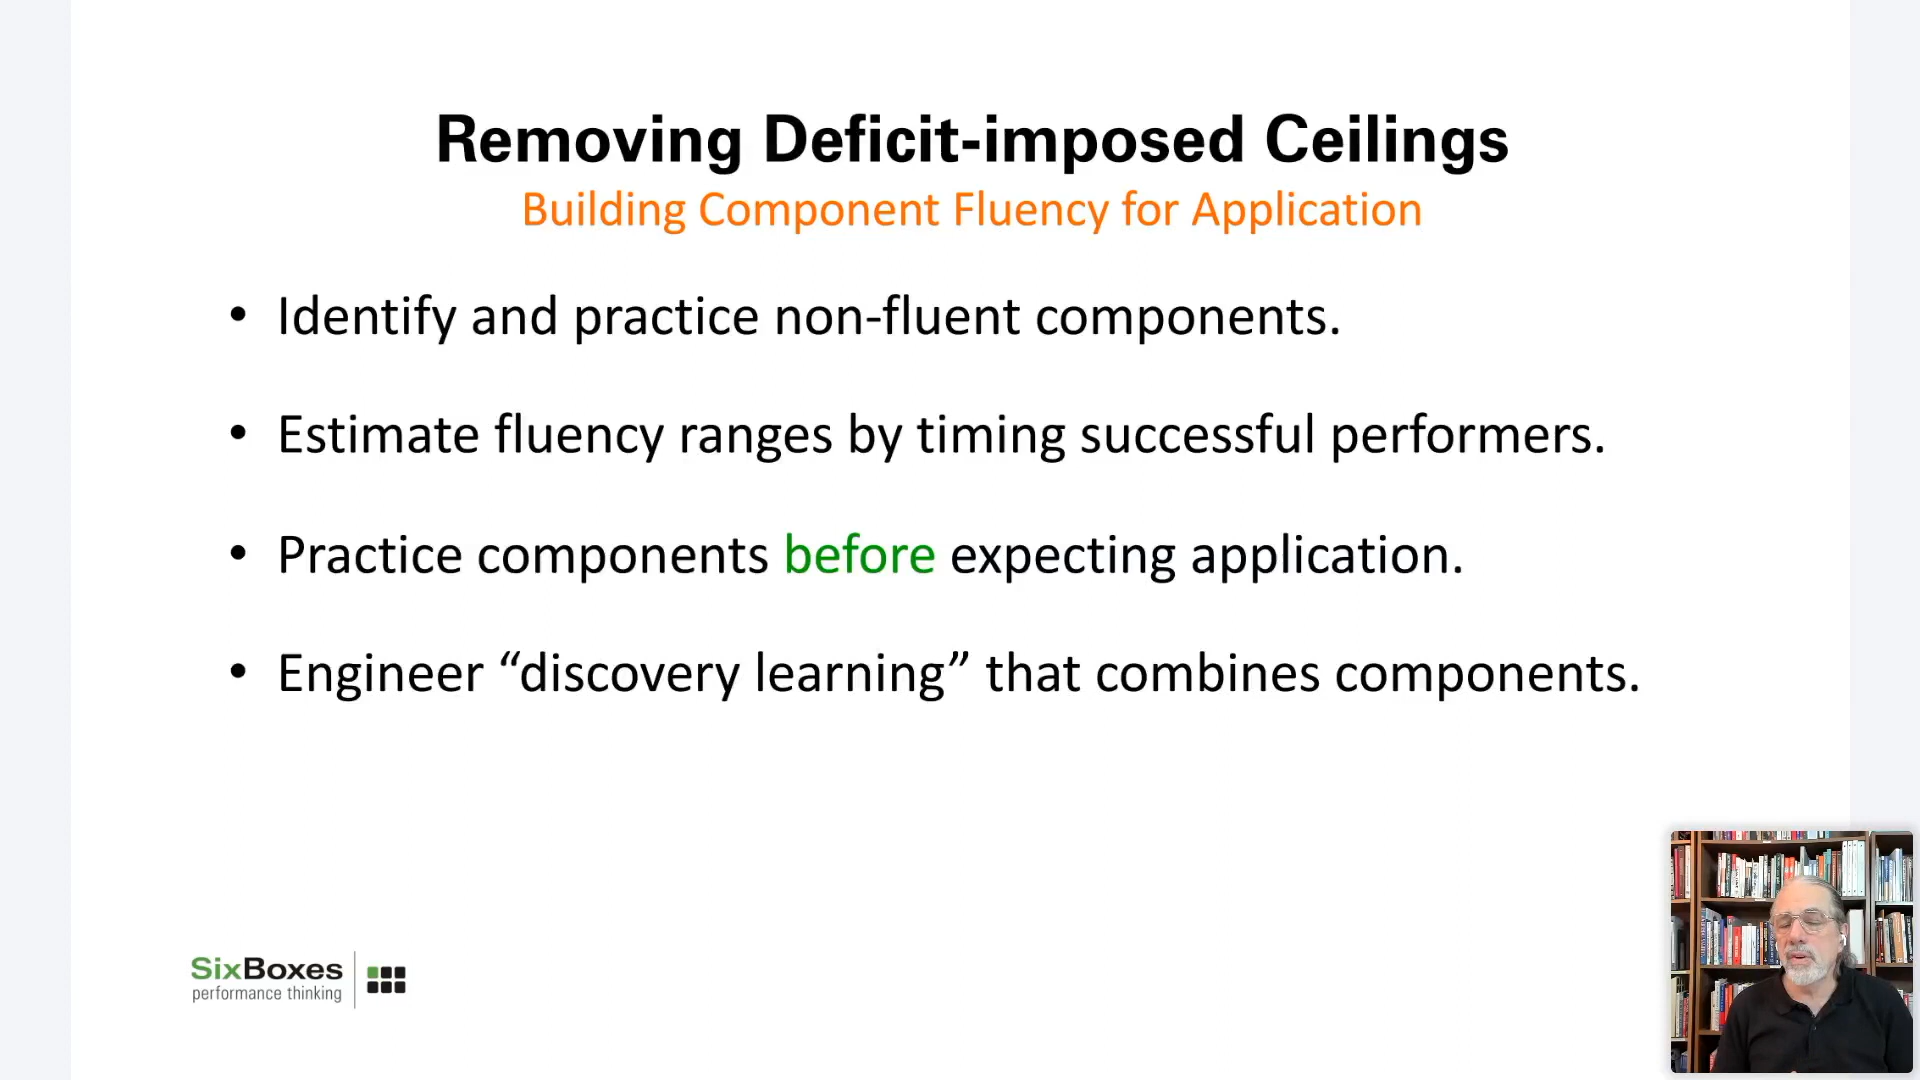 Removing Deficit-imposed Ceilings
Building Component Fluency for Application
• Identify and practice non-fluent components.
• Estimate fluency ranges by timing successful performers.
• Practice components before expecting application.
• Engineer “discovery learning” that combines components.
SixBoxes
performance thinking